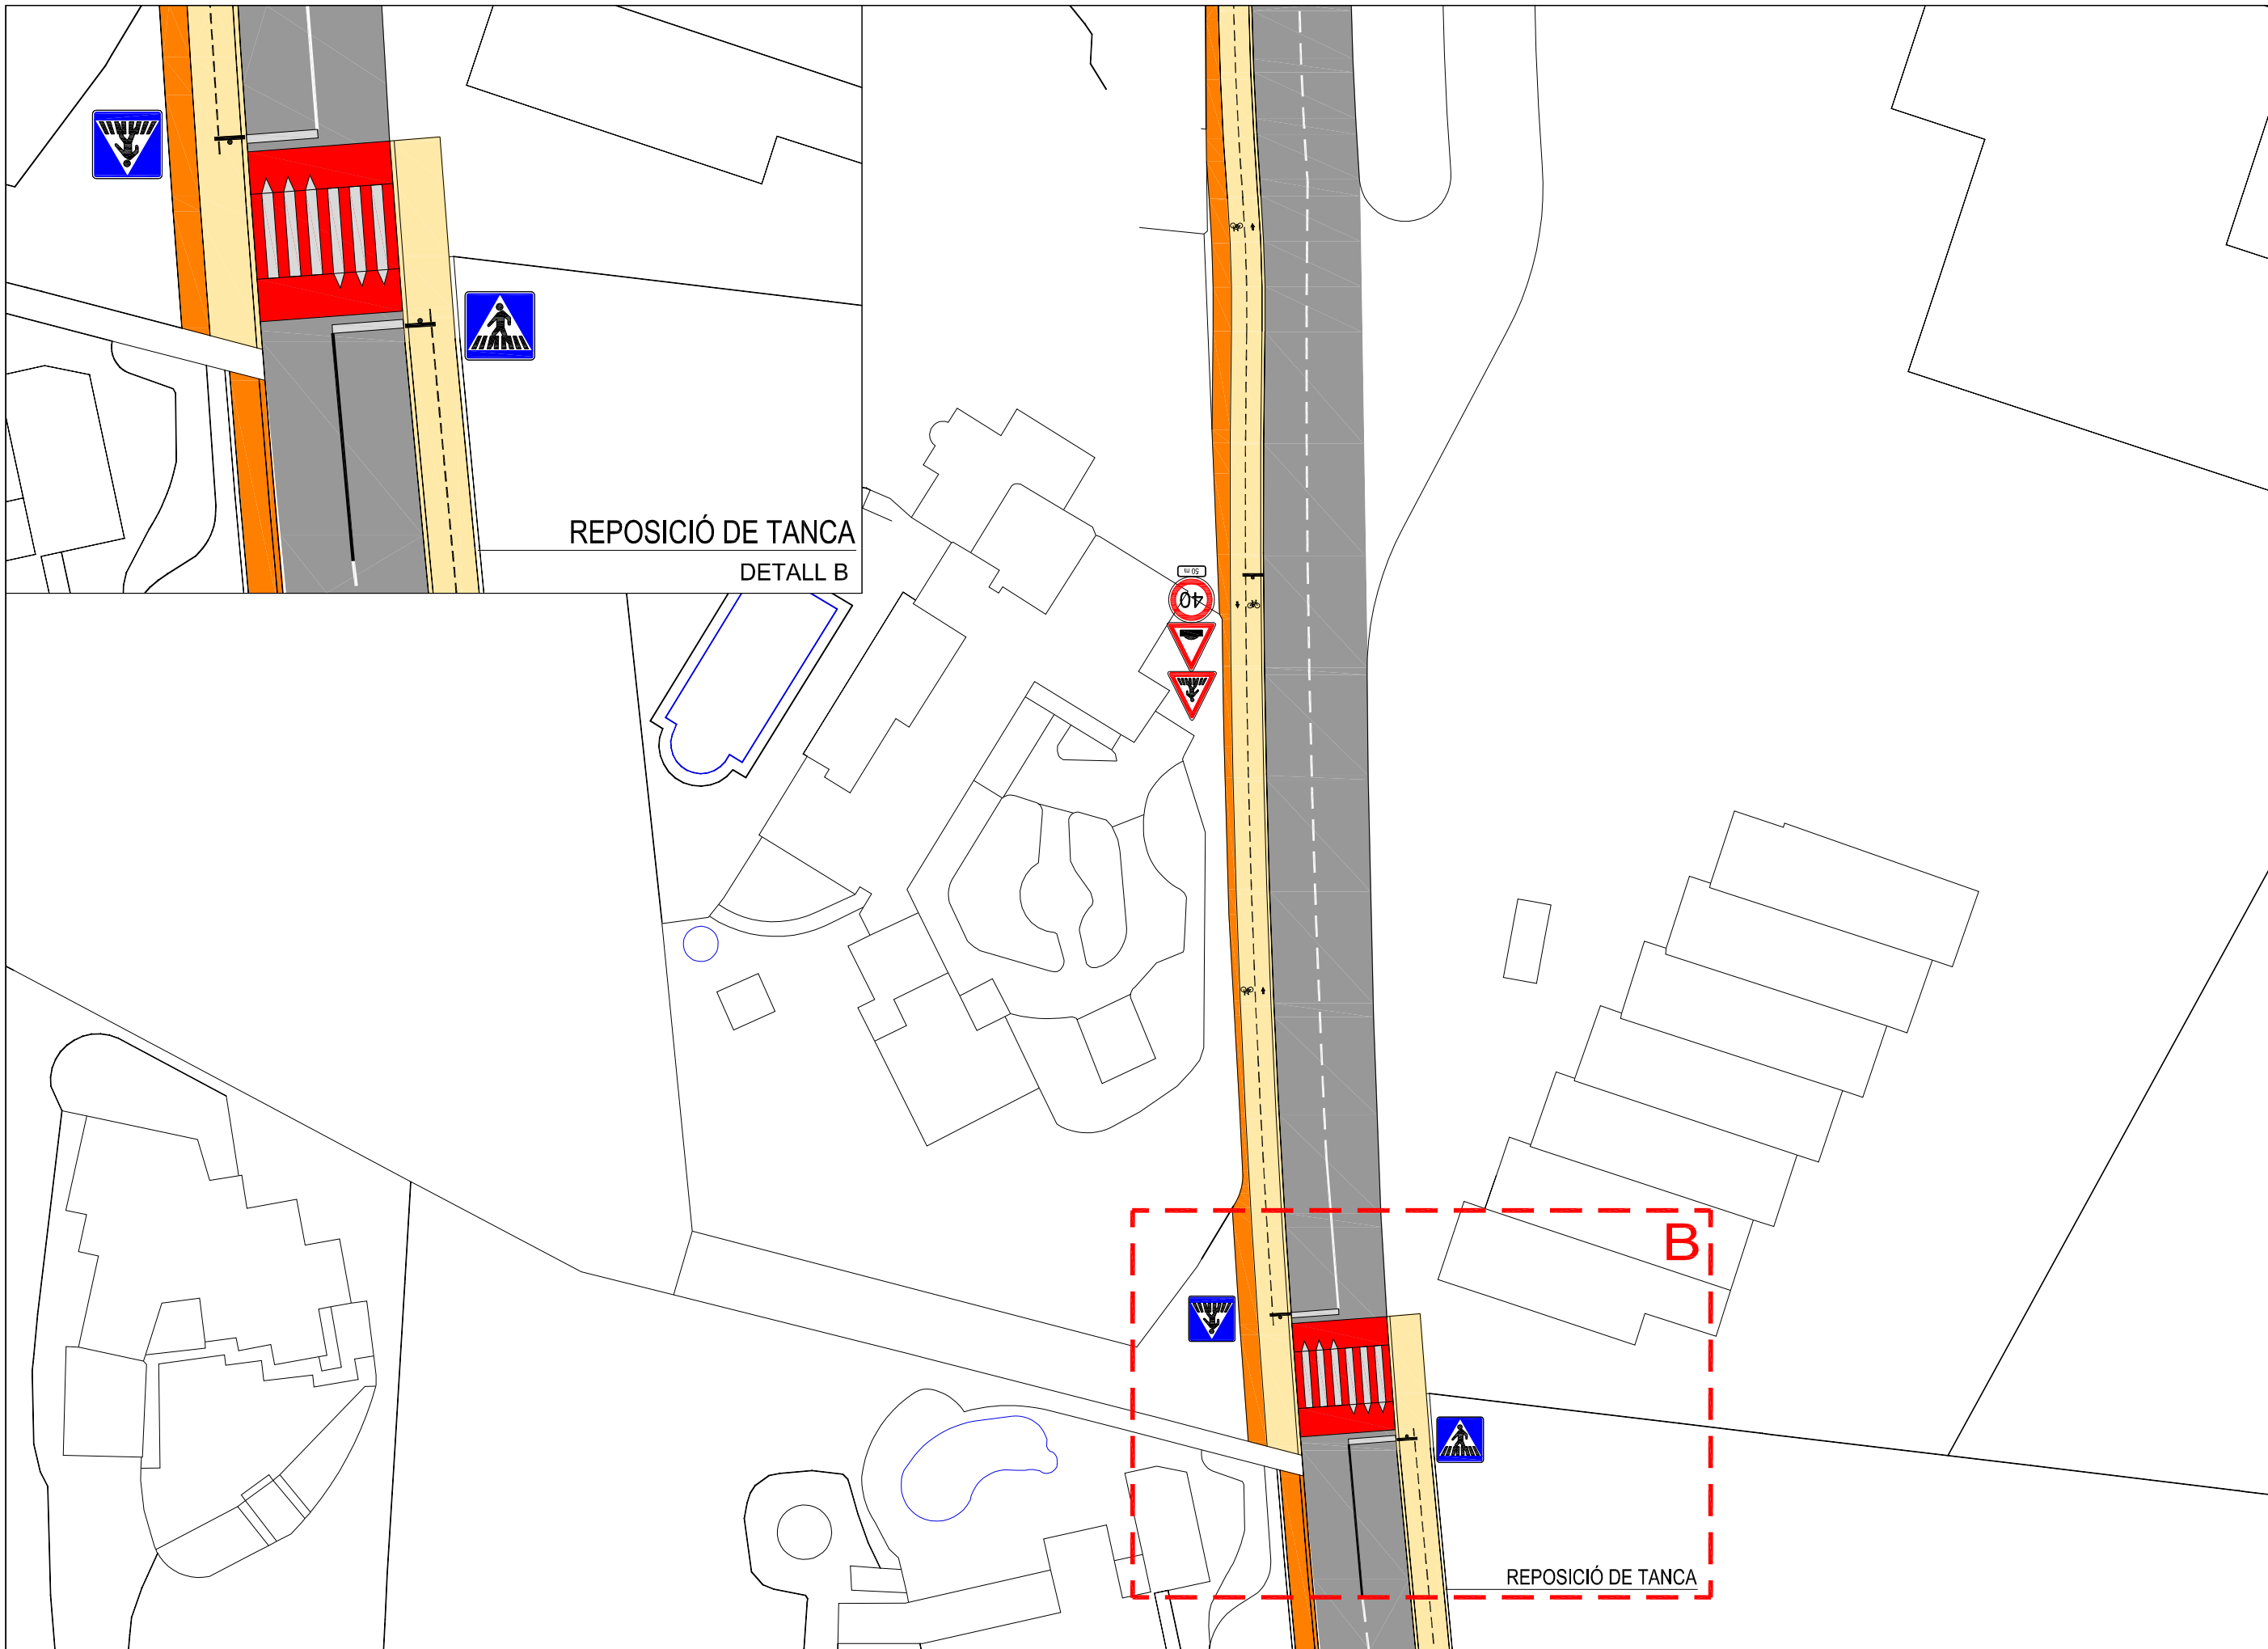 REPOSICIÓ DE TANCA
DETALL B
50 m
40
B
REPOSICIÓ DE TANCA